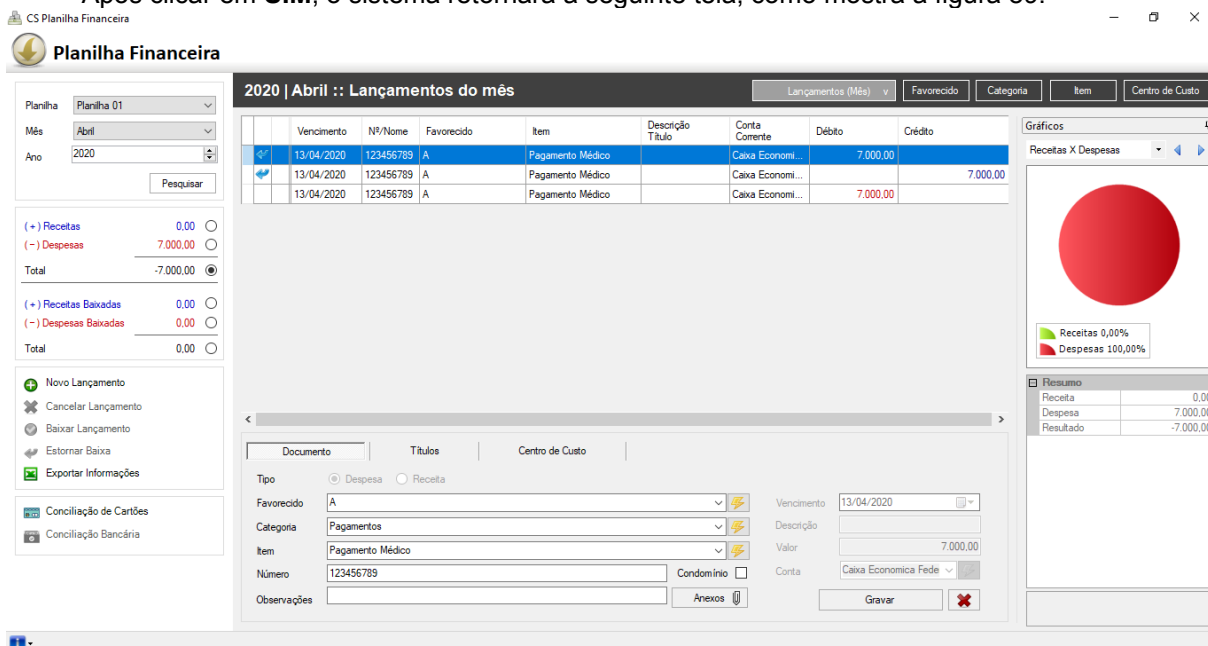 Após clicar em SIM, o sistema retornará a seguinte tela, como mostra a figura
CS Planilha Financeira
Planilha Financeira
Planilha Planilha 01
Mês Abril
Ano 2020
Pesquisar
(+) Receitas 0,00
(-) Despesas 7.000,00
Total -7.000,00
(+) Receitas Baixadas 0,00
(-) Despesas Baixadas 0,00
Total 0,00
Novo Lançamento
Cancelar Lançamento
Baixar Lançamento
Estornar Baixa
Exportar Informações
Conciliação de Cartões
Conciliação Bancária
2020 | Abril :: Lançamentos do mês
Lançamentos (Mês) v Favorecido Categoria Item Centro de Custo
Vencimento Nº/Nome Favorecido Item Descrição Título Conta Corrente Débito Crédito
13/04/2020 123456789 A Pagamento Médico Caixa Economi... 7.000,00
13/04/2020 123456789 A Pagamento Médico Caixa Economi... 7.000,00
13/04/2020 123456789 A Pagamento Médico Caixa Economi... 7.000,00
Documento Títulos Centro de Custo
Tipo Despesa Receita
Favorecido A Vencimento 13/04/2020
Categoria Pagamentos Descrição
Item Pagamento Médico Valor 7.000,00
Número 123456789 Condomínio Conta Caixa Economica Fede
Observações Anexos Gravar
Gráficos
Receitas X Despesas
Receitas 0,00%
Despesas 100,00%
Resumo
Receita 0,00
Despesa 7.000,00
Resultado -7.000,00